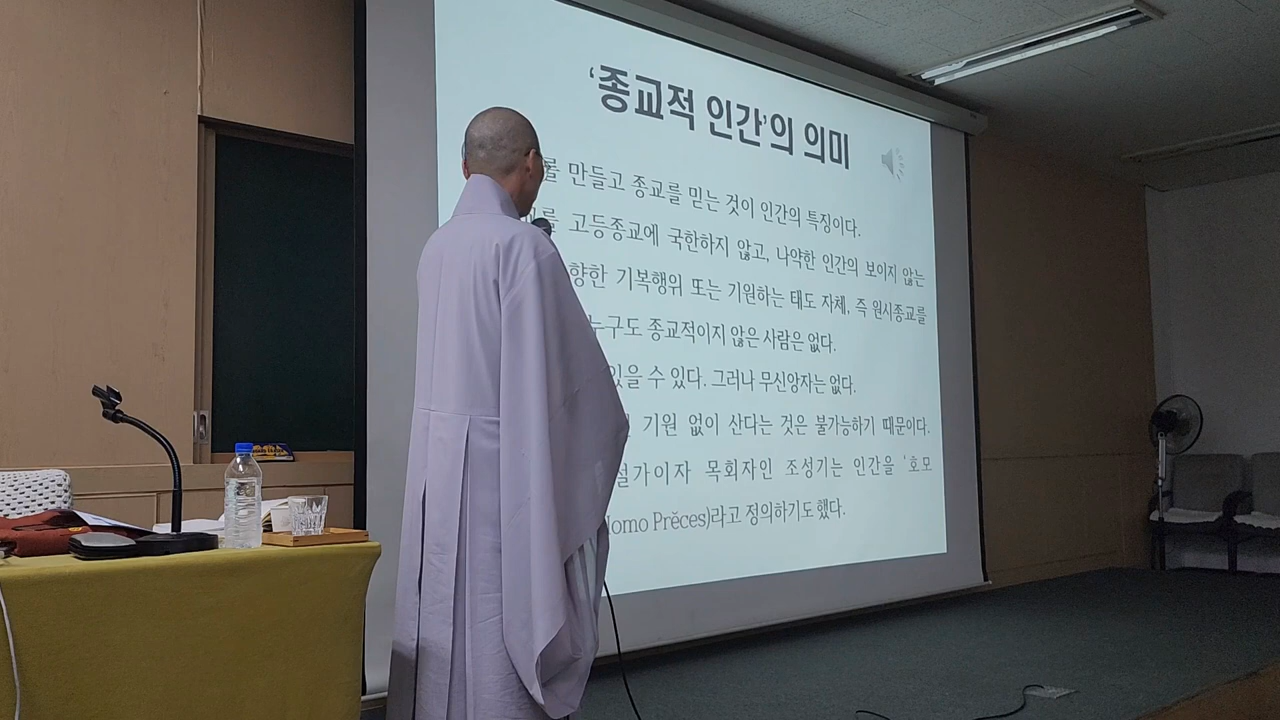 ‘종교적 인간’의 의미
를 만들고 종교를 믿는 것이 인간의 특징이다.
를 고등종교에 국한하지 않고, 나약한 인간의 보이지 않는
향한 기복행위 또는 기원하는 태도 자체, 즉 원시종교를
누구도 종교적이지 않은 사람은 없다.
있을 수 있다. 그러나 무신앙자는 없다.
기원 없이 산다는 것은 불가능하기 때문이다.
설가이자 목회자인 조성기는 인간을 ‘호모
Homo Prĕces)라고 정의하기도 했다.